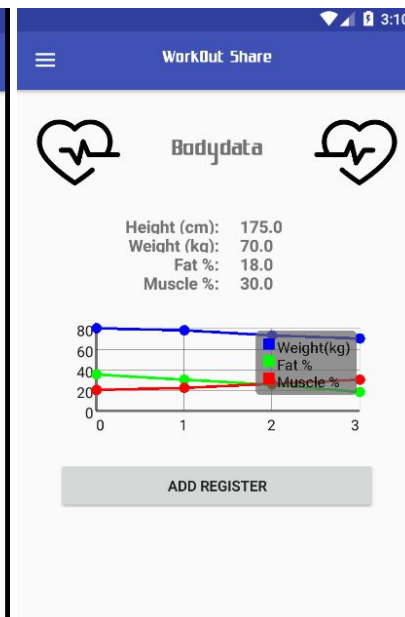 3:10
WorkOut Share
Bodydata
Height (cm): 175.0
Weight (kg): 70.0
Fat %: 18.0
Muscle %: 30.0
80
60
40
20
0
Weight(kg)
Fat %
Muscle %
0 1 2 3
ADD REGISTER